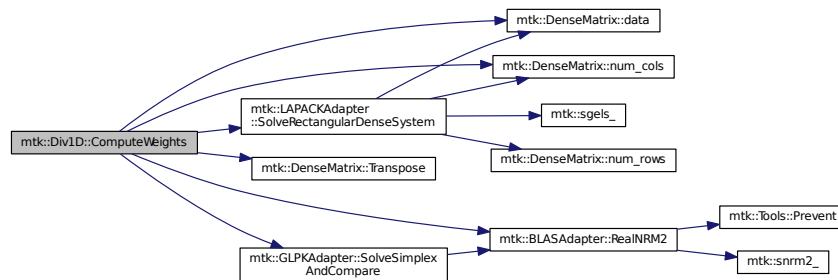 mtk::DenseMatrix::data
mtk::DenseMatrix::num_cols
mtk::LAPACKAdapter
::SolveRectangularDenseSystem
mtk::sgels_
mtk::Div1D::ComputeWeights
mtk::DenseMatrix::num_rows
mtk::DenseMatrix::Transpose
mtk::Tools::Prevent
mtk::BLASAdapter::RealNRM2
mtk::GLPKAdapter::SolveSimplex
AndCompare
mtk::snrm2_